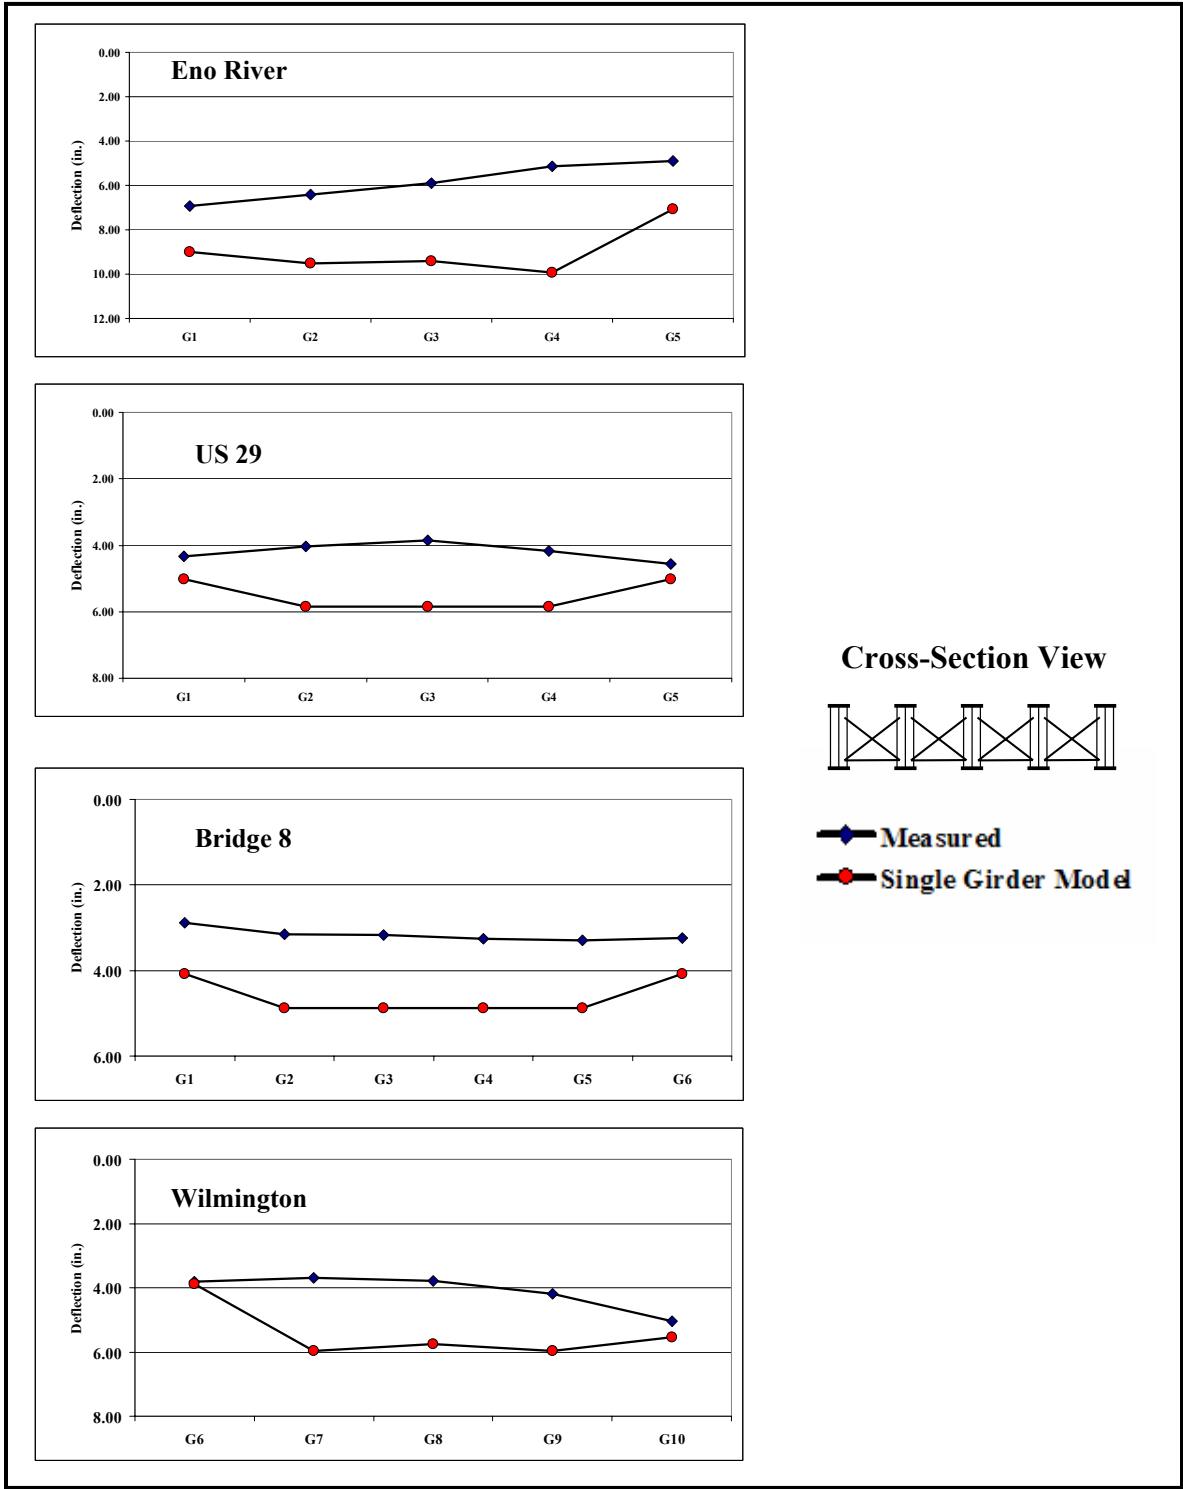 0.00
Eno River
2.00
4.00
6.00
8.00
10.00
12.00
Deflection (in.)
G1 G2 G3 G4 G5
0.00
US 29
2.00
4.00
6.00
8.00
Deflection (in.)
G1 G2 G3 G4 G5
Cross-Section View
0.00
Bridge 8
2.00
4.00
6.00
Deflection (in.)
G1 G2 G3 G4 G5 G6
Measured
Single Girder Model
0.00
Wilmington
2.00
4.00
6.00
8.00
Deflection (in.)
G6 G7 G8 G9 G10